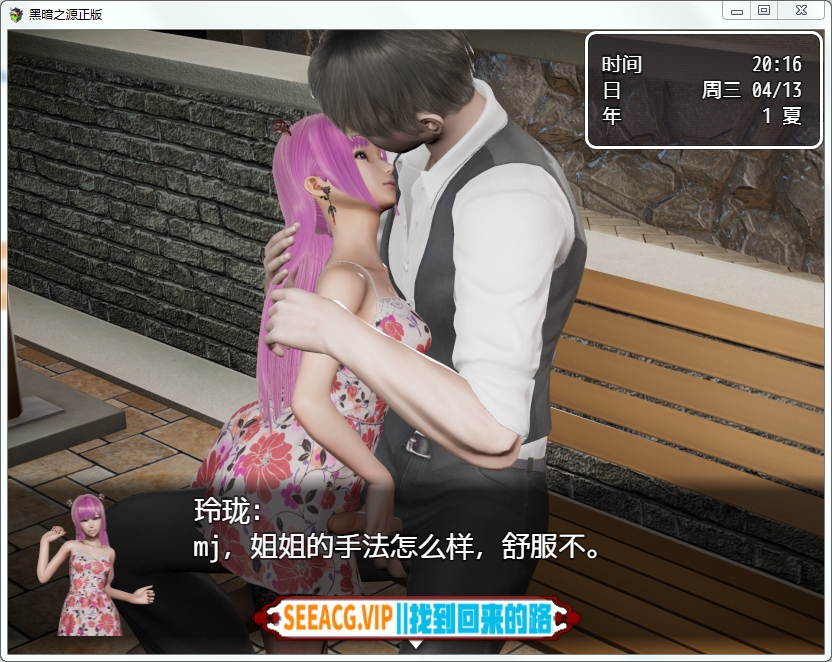 黑暗之源正版
时间 20:16
日 周三 04/13
年 1 夏
玲珑：
mj，姐姐的手法怎么样，舒服不。
SEEACG.VIP||找到回来的路